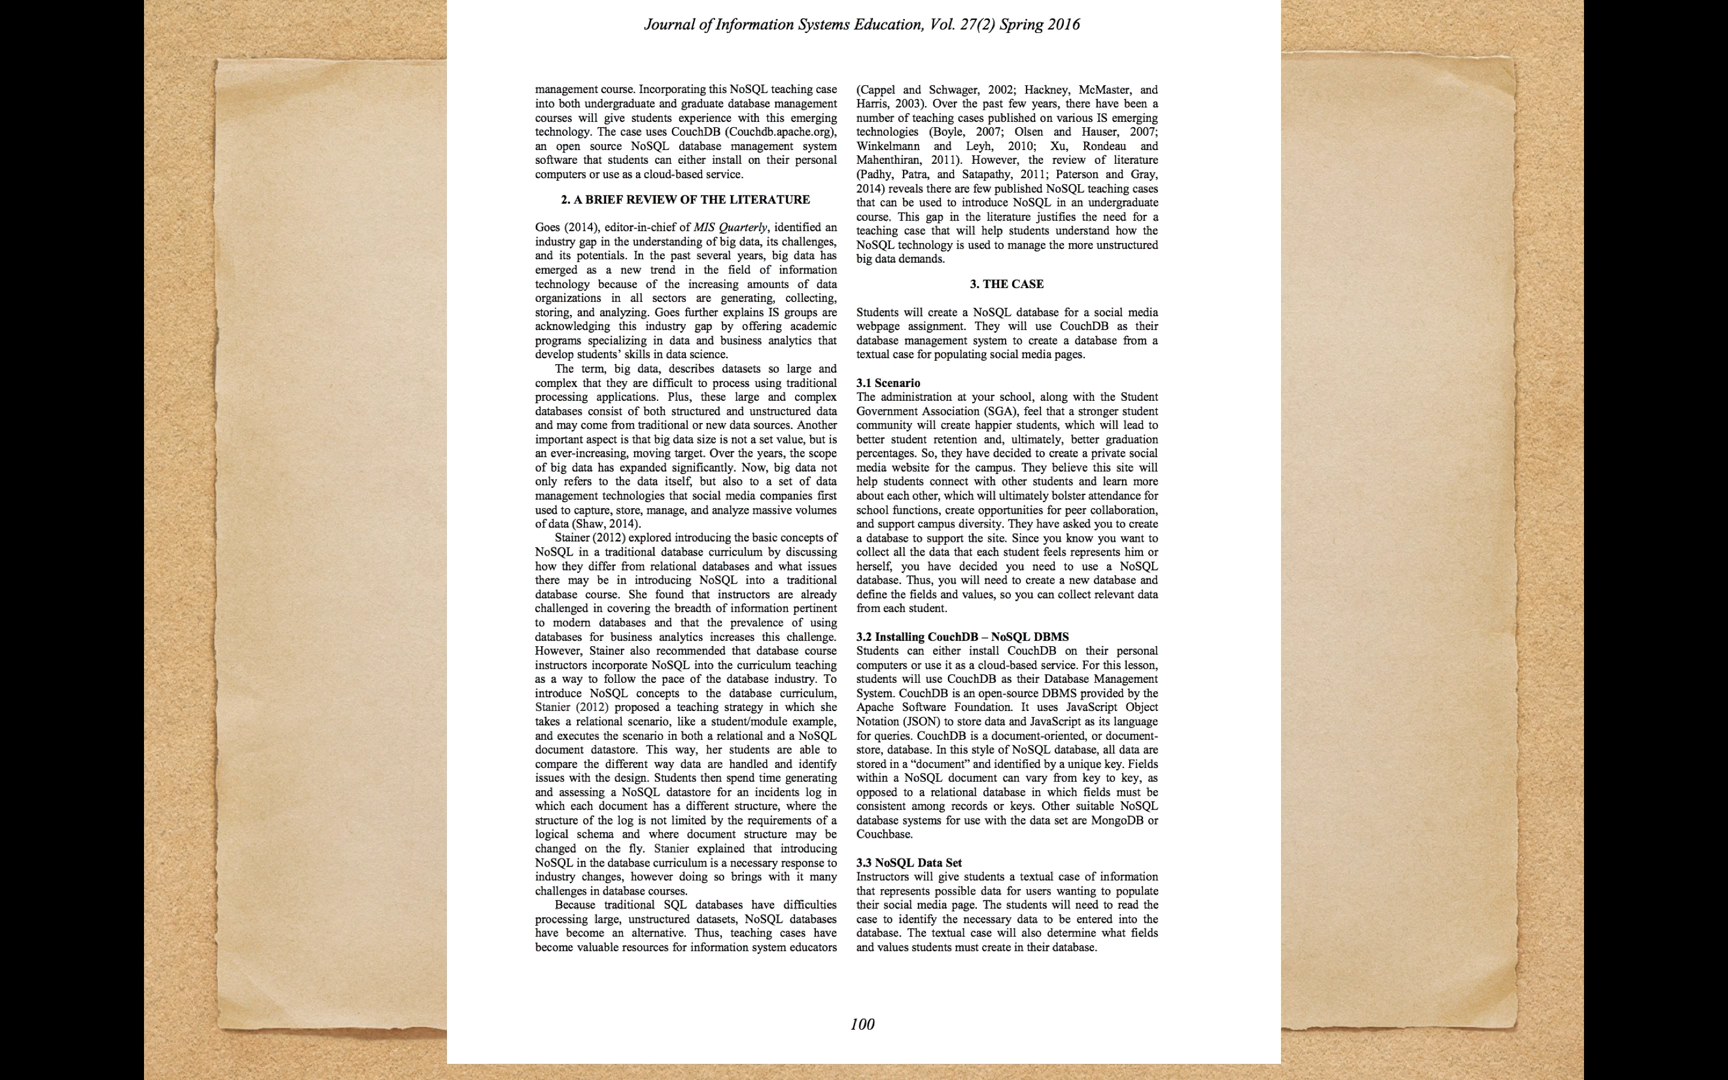 Journal of Information Systems Education, Vol. 27(2) Spring 2016
management course. Incorporating this NoSQL teaching case
into both undergraduate and graduate database management
courses will give students experience with this emerging
technology. The case uses CouchDB (Couchdb.apache.org),
an open source NoSQL database management system
software that students can either install on their personal
computers or use as a cloud-based service.
2. A BRIEF REVIEW OF THE LITERATURE
Goes (2014), editor-in-chief of MIS Quarterly, identified an
industry gap in the understanding of big data, its challenges,
and its potentials. In the past several years, big data has
emerged as a new trend in the field of information
technology because of the increasing amounts of data
organizations in all sectors are generating, collecting,
storing, and analyzing. Goes further explains IS groups are
acknowledging this industry gap by offering academic
programs specializing in data and business analytics that
develop students' skills in data science.
The term, big data, describes datasets so large and
complex that they are difficult to process using traditional
processing applications. Plus, these large and complex
databases consist of both structured and unstructured data
and may come from traditional or new data sources. Another
important aspect is that big data size is not a set value, but is
an ever-increasing, moving target. Over the years, the scope
of big data has expanded significantly. Now, big data not
only refers to the data itself, but also to a set of data
management technologies that social media companies first
used to capture, store, manage, and analyze massive volumes
of data (Shaw, 2014).
Stainer (2012) explored introducing the basic concepts of
NoSQL in a traditional database curriculum by discussing
how they differ from relational databases and what issues
there may be in introducing NoSQL into a traditional
database course. She found that instructors are already
challenged in covering the breadth of information pertinent
to modern databases and that the prevalence of using
databases for business analytics increases this challenge.
However, Stainer also recommended that database course
instructors incorporate NoSQL into the curriculum teaching
as a way to follow the pace of the database industry. To
introduce NoSQL concepts to the database curriculum,
Stanier (2012) proposed a teaching strategy in which she
takes a relational scenario, like a student/module example,
and executes the scenario in both a relational and a NoSQL
document datastore. This way, her students are able to
compare the different way data are handled and identify
issues with the design. Students then spend time generating
and assessing a NoSQL datastore for an incidents log in
which each document has a different structure, where the
structure of the log is not limited by the requirements of a
logical schema and where document structure may be
changed on the fly. Stanier explained that introducing
NoSQL in the database curriculum is a necessary response to
industry changes, however doing so brings with it many
challenges in database courses.
Because traditional SQL databases have difficulties
processing large, unstructured datasets, NoSQL databases
have become an alternative. Thus, teaching cases have
become valuable resources for information system educators
(Cappel and Schwager, 2002; Hackney, McMaster, and
Harris, 2003). Over the past few years, there have been a
number of teaching cases published on various IS emerging
technologies (Boyle, 2007; Olsen and Hauser, 2007;
Winkelmann and Leyh, 2010; Xu, Rondeau and
Mahenthiran, 2011). However, the review of literature
(Padhy, Patra, and Satapathy, 2011; Paterson and Gray,
2014) reveals there are few published NoSQL teaching cases
that can be used to introduce NoSQL in an undergraduate
course. This gap in the literature justifies the need for a
teaching case that will help students understand how the
NoSQL technology is used to manage the more unstructured
big data demands.
3. THE CASE
Students will create a NoSQL database for a social media
webpage assignment. They will use CouchDB as their
database management system to create a database from a
textual case for populating social media pages.
3.1 Scenario
The administration at your school, along with the Student
Government Association (SGA), feel that a stronger student
community will create happier students, which will lead to
better student retention and, ultimately, better graduation
percentages. So, they have decided to create a private social
media website for the campus. They believe this site will
help students connect with other students and learn more
about each other, which will ultimately bolster attendance for
school functions, create opportunities for peer collaboration,
and support campus diversity. They have asked you to create
a database to support the site. Since you know you want to
collect all the data that each student feels represents him or
herself, you have decided you need to use a NoSQL
database. Thus, you will need to create a new database and
define the fields and values, so you can collect relevant data
from each student.
3.2 Installing CouchDB – NoSQL DBMS
Students can either install CouchDB on their personal
computers or use it as a cloud-based service. For this lesson,
students will use CouchDB as their Database Management
System. CouchDB is an open-source DBMS provided by the
Apache Software Foundation. It uses JavaScript Object
Notation (JSON) to store data and JavaScript as its language
for queries. CouchDB is a document-oriented, or document-
store, database. In this style of NoSQL database, all data are
stored in a “document” and identified by a unique key. Fields
within a NoSQL document can vary from key to key, as
opposed to a relational database in which fields must be
consistent among records or keys. Other suitable NoSQL
database systems for use with the data set are MongoDB or
Couchbase.
3.3 NoSQL Data Set
Instructors will give students a textual case of information
that represents possible data for users wanting to populate
their social media page. The students will need to read the
case to identify the necessary data to be entered into the
database. The textual case will also determine what fields
and values students must create in their database.
100